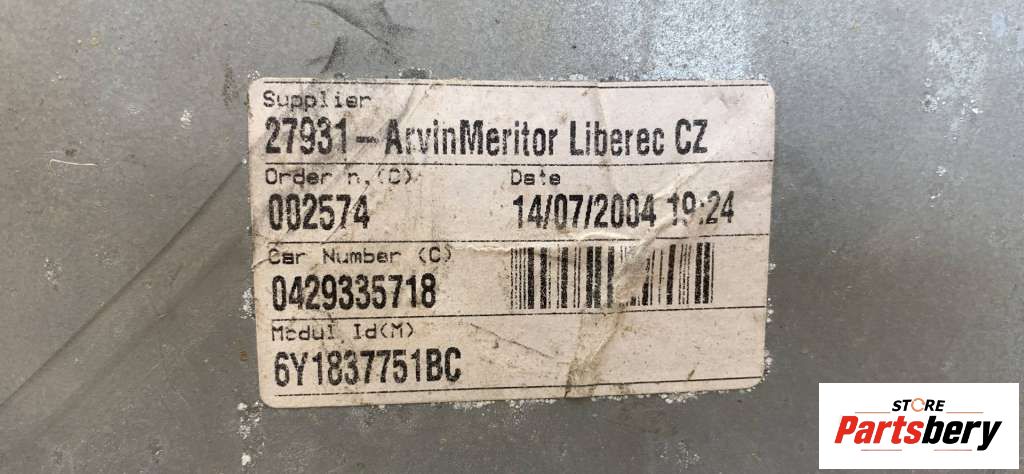 Supplier
27931-ArvinMeritor Liberec CZ
Order n.(C) Date
002574 14/07/2004 19:24
Car Number (C)
0429335718
Modul Id(M)
6Y1837751BC
STORE
Partsbery